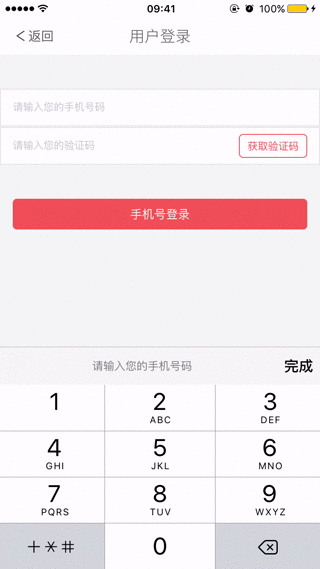 09:41 100%
返回 用户登录
请输入您的手机号码
请输入您的验证码 获取验证码
手机号登录
请输入您的手机号码 完成
1 2 3
ABC DEF
4 5 6
GHI JKL MNO
7 8 9
PQRS TUV WXYZ
+*# 0